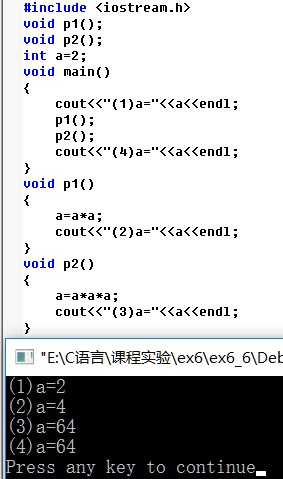 #include <iostream.h>
void p1();
void p2();
int a=2;
void main()
{
    cout<<"(1)a="<<a<<endl;
    p1();
    p2();
    cout<<"(4)a="<<a<<endl;
}
void p1()
{
    a=a*a;
    cout<<"(2)a="<<a<<endl;
}
void p2()
{
    a=a*a*a;
    cout<<"(3)a="<<a<<endl;
}
"E:\C语言\课程实验\ex6\ex6_6\Deb
(1)a=2
(2)a=4
(3)a=64
(4)a=64
Press any key to continue